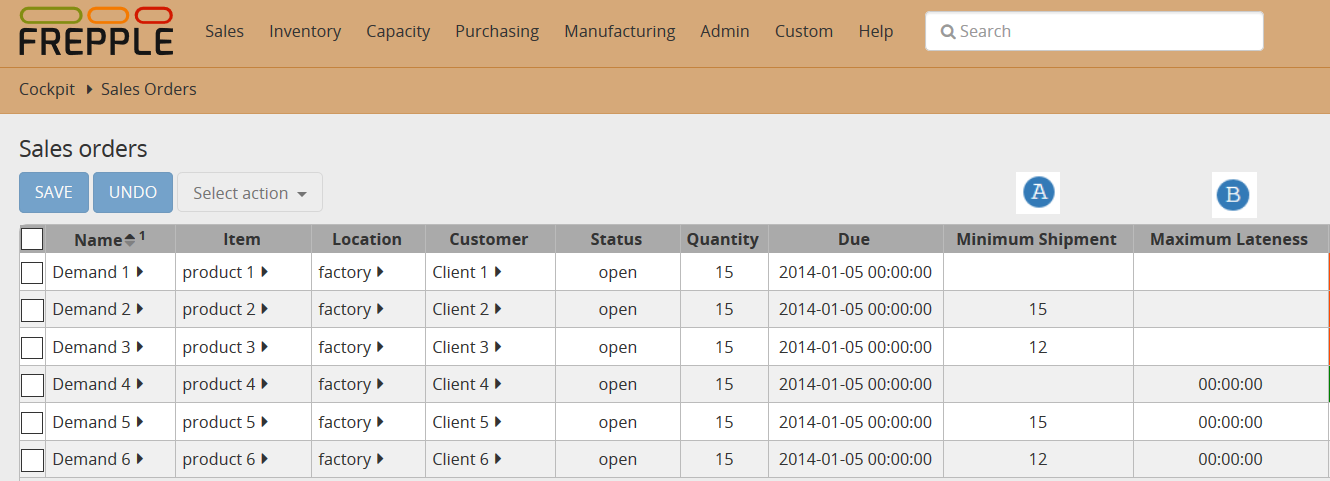 FREPPLE Sales Inventory Capacity Purchasing Manufacturing Admin Custom Help Search
Cockpit Sales Orders
Sales orders
SAVE UNDO Select action A B
Name 1 Item Location Customer Status Quantity Due Minimum Shipment Maximum Lateness
Demand 1 product 1 factory Client 1 open 15 2014-01-05 00:00:00
Demand 2 product 2 factory Client 2 open 15 2014-01-05 00:00:00 15
Demand 3 product 3 factory Client 3 open 15 2014-01-05 00:00:00 12
Demand 4 product 4 factory Client 4 open 15 2014-01-05 00:00:00 00:00:00
Demand 5 product 5 factory Client 5 open 15 2014-01-05 00:00:00 15 00:00:00
Demand 6 product 6 factory Client 6 open 15 2014-01-05 00:00:00 12 00:00:00